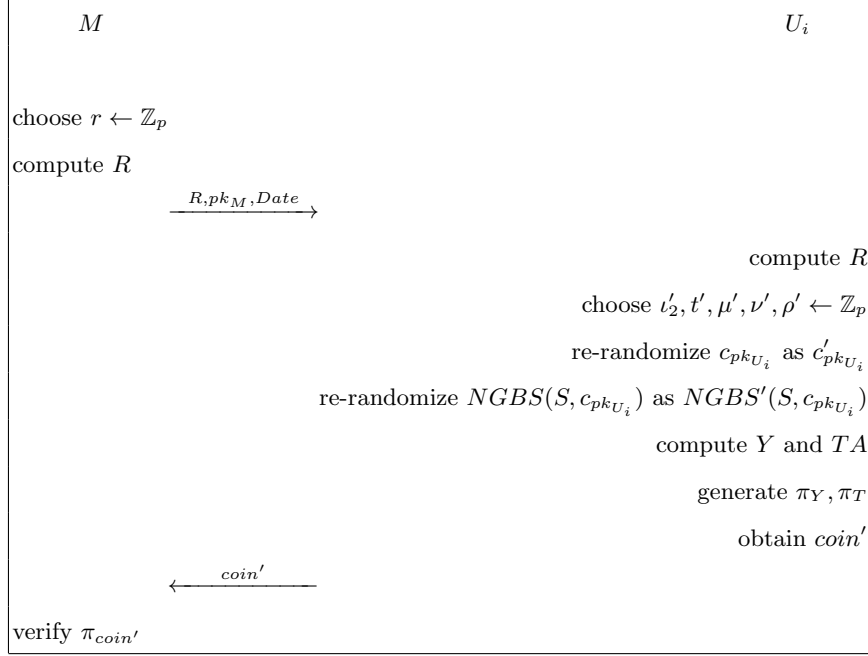 M U_i
choose r ← ℤ_p
compute R
R, pk_M, Date
compute R
choose ι′_2, t′, μ′, ν′, ρ′ ← ℤ_p
re-randomize c_{pk_{U_i}} as c′_{pk_{U_i}}
re-randomize NGBS(S, c_{pk_{U_i}}) as NGBS′(S, c_{pk_{U_i}})
compute Y and TA
generate π_Y, π_T
obtain coin′
coin′
verify π_{coin′}